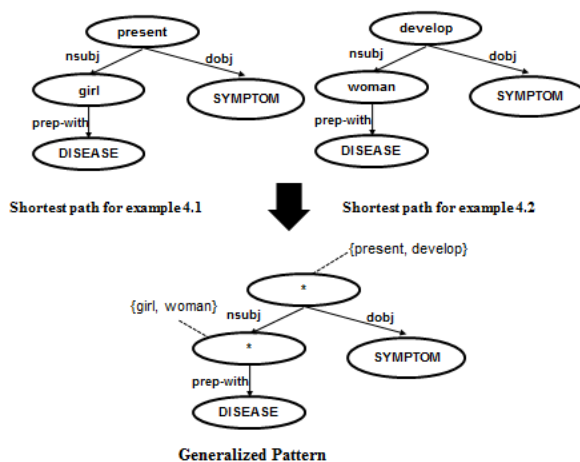 present
develop
nsubj
dobj
nsubj
dobj
girl
SYMPTOM
woman
SYMPTOM
prep-with
prep-with
DISEASE
DISEASE
Shortest path for example 4.1
Shortest path for example 4.2
{present, develop}
*
{girl, woman}
nsubj
dobj
*
SYMPTOM
prep-with
DISEASE
Generalized Pattern